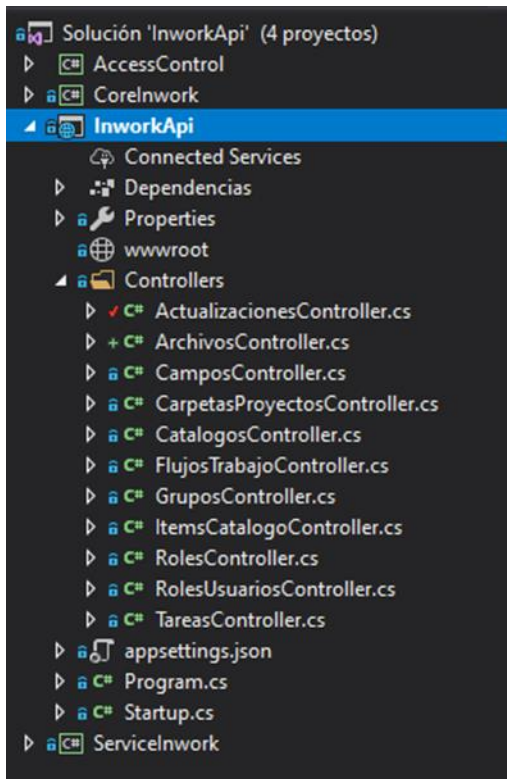 Solución 'InworkApi' (4 proyectos)
C# AccessControl
C# CoreInwork
InworkApi
Connected Services
Dependencias
Properties
wwwroot
Controllers
C# ActualizacionesController.cs
C# ArchivosController.cs
C# CamposController.cs
C# CarpetasProyectosController.cs
C# CatalogosController.cs
C# FlujosTrabajoController.cs
C# GruposController.cs
C# ItemsCatalogoController.cs
C# RolesController.cs
C# RolesUsuariosController.cs
C# TareasController.cs
appsettings.json
C# Program.cs
C# Startup.cs
C# ServiceInwork